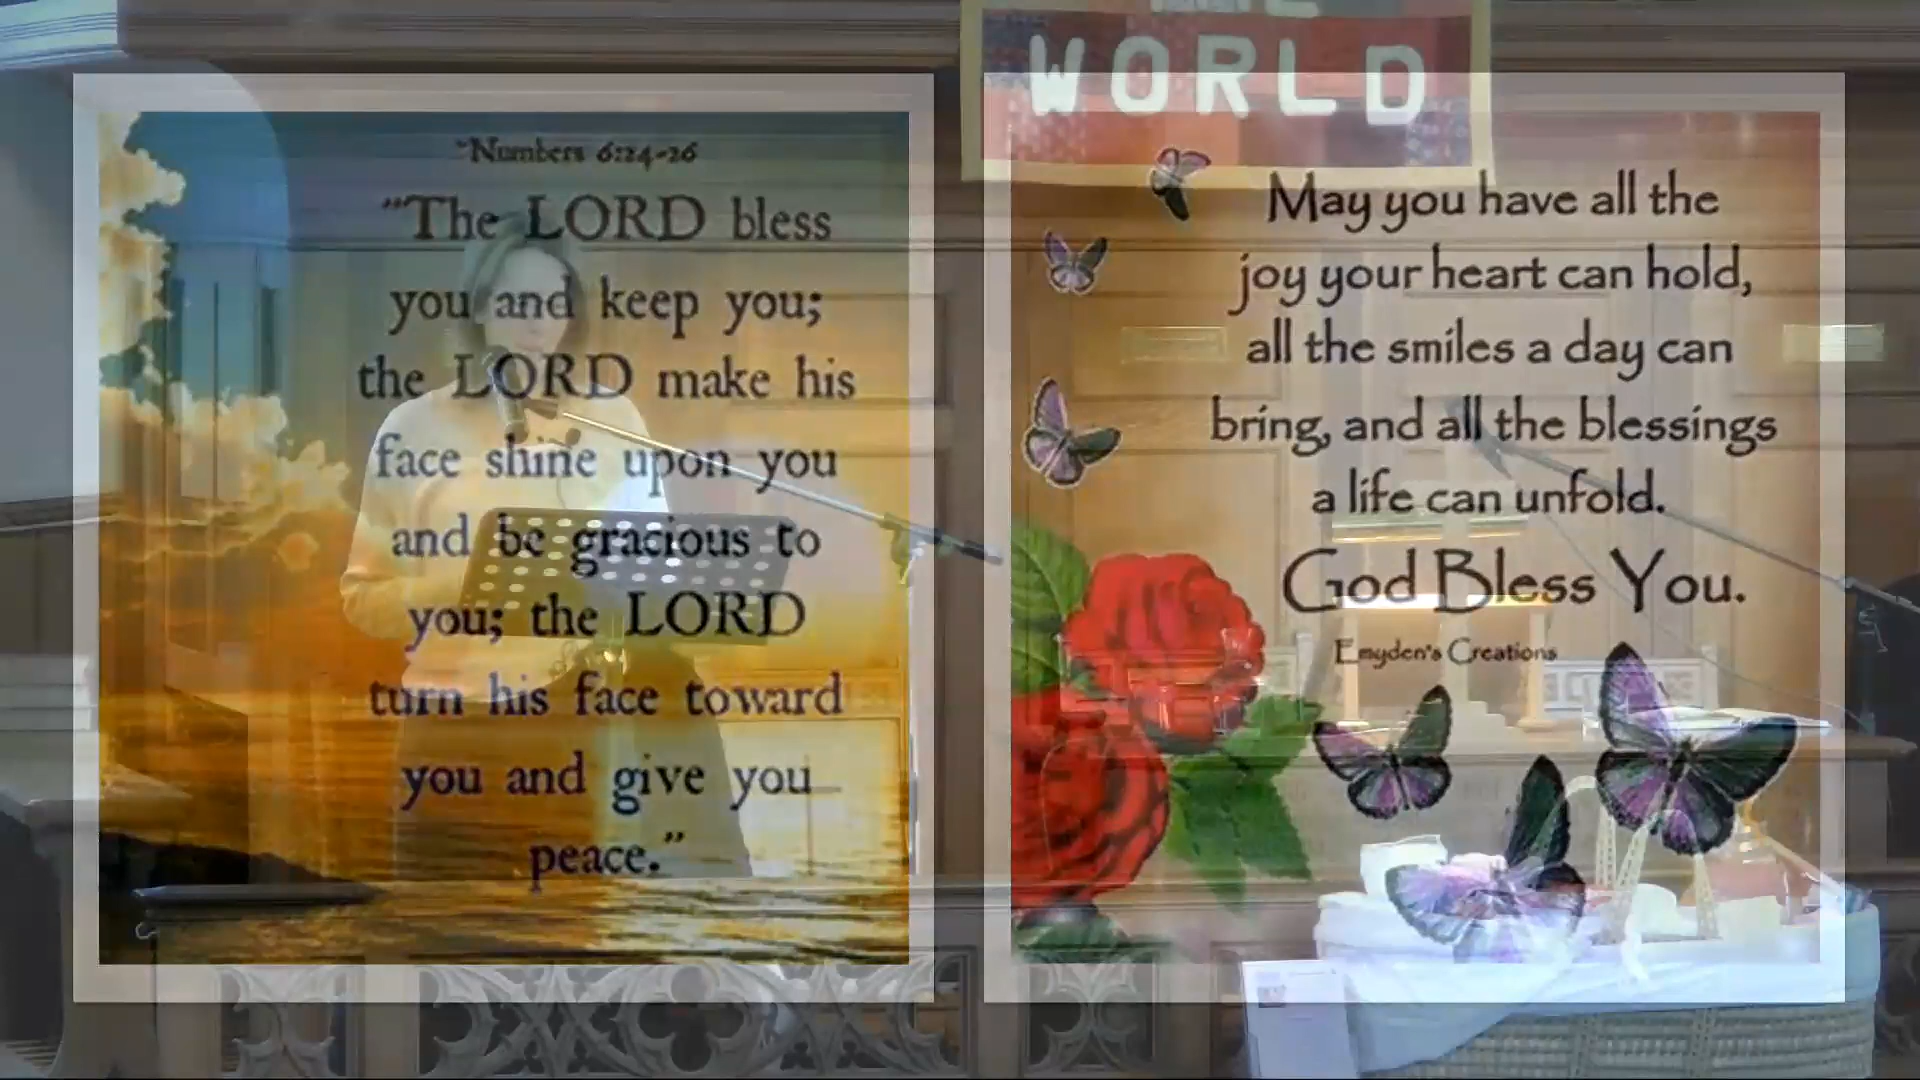 WORLD
~Numbers 6:24-26
"The LORD bless
you and keep you;
the LORD make his
face shine upon you
and be gracious to
you; the LORD
turn his face toward
you and give you
peace."
May you have all the
joy your heart can hold,
all the smiles a day can
bring, and all the blessings
a life can unfold.
God Bless You.
Emyden's Creations